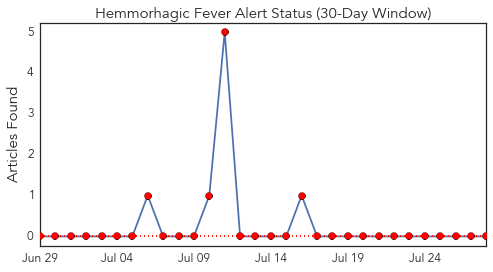 Hemmorhagic Fever Alert Status (30-Day Window)
Articles Found
5
4
3
2
1
0
Jun 29
Jul 04
Jul 09
Jul 14
Jul 19
Jul 24